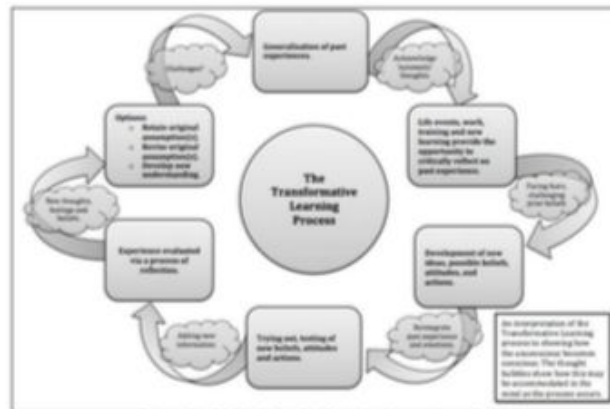 Generalisation of past
experiences.
Challenges?
Acknowledge
'automatic'
thoughts
Options:
o Retain original
assumption(s).
o Revise original
assumption(s).
o Develop new
understanding.
Life events, work,
training and new
learning provide the
opportunity to
critically reflect on
past experience.
The
Transformative
Learning
Process
New thoughts,
feelings and
beliefs.
Facing fears,
challenging
prior beliefs
Experience evaluated
via a process of
reflection.
Development of new
ideas, possible beliefs,
attitudes, and
actions.
Adding new
information.
Trying out, testing of
new beliefs, attitudes
and actions.
Reintegrate
past experience
and emotions
An interpretation of the
Transformative Learning
process is showing how
the unconscious becomes
conscious. The thought
bubbles show how this may
be accommodated in the
mind as the process occurs.